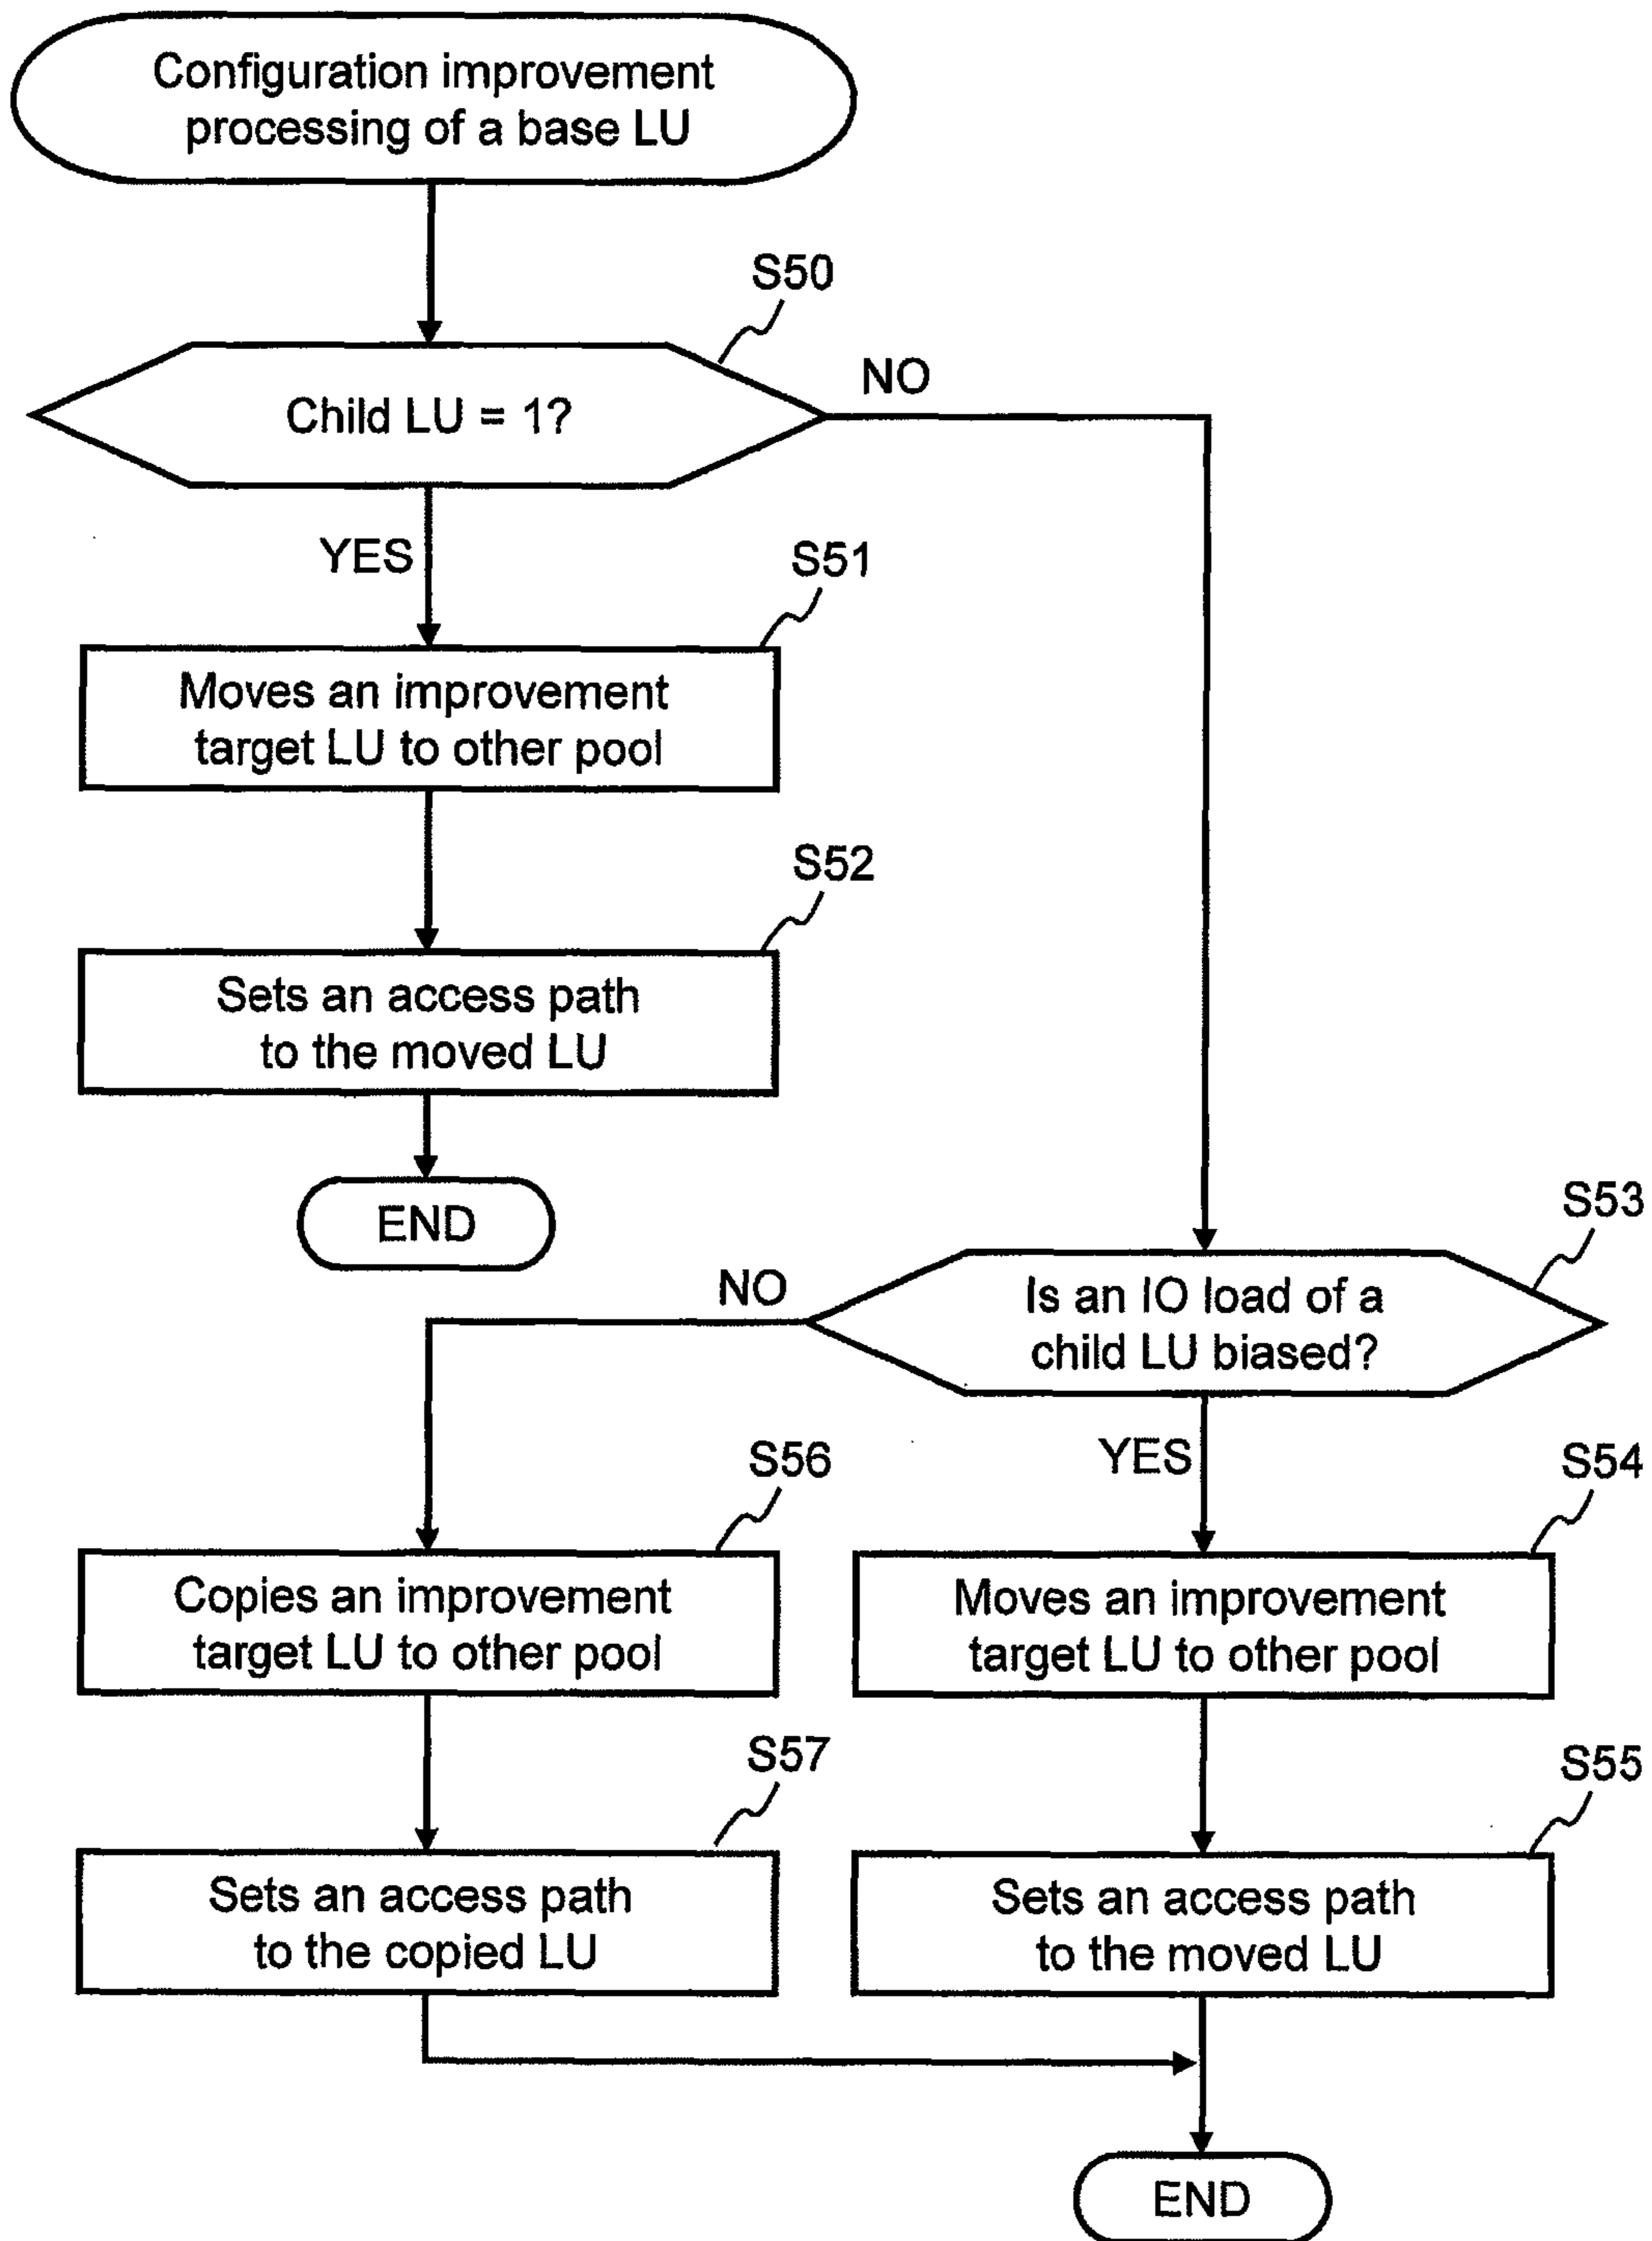 Configuration improvement
processing of a base LU
S50
Child LU = 1?
NO
YES
S51
Moves an improvement
target LU to other pool
S52
Sets an access path
to the moved LU
END
S53
Is an IO load of a
child LU biased?
NO
YES
S56
Copies an improvement
target LU to other pool
S54
Moves an improvement
target LU to other pool
S57
Sets an access path
to the copied LU
S55
Sets an access path
to the moved LU
END